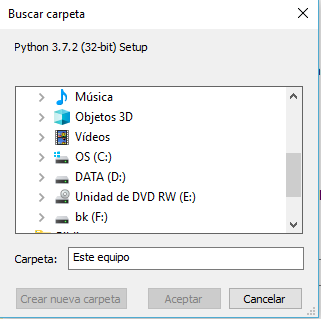 Buscar carpeta
Python 3.7.2 (32-bit) Setup
Música
Objetos 3D
Vídeos
OS (C:)
DATA (D:)
Unidad de DVD RW (E:)
bk (F:)
Carpeta:
Este equipo
Crear nueva carpeta
Aceptar
Cancelar